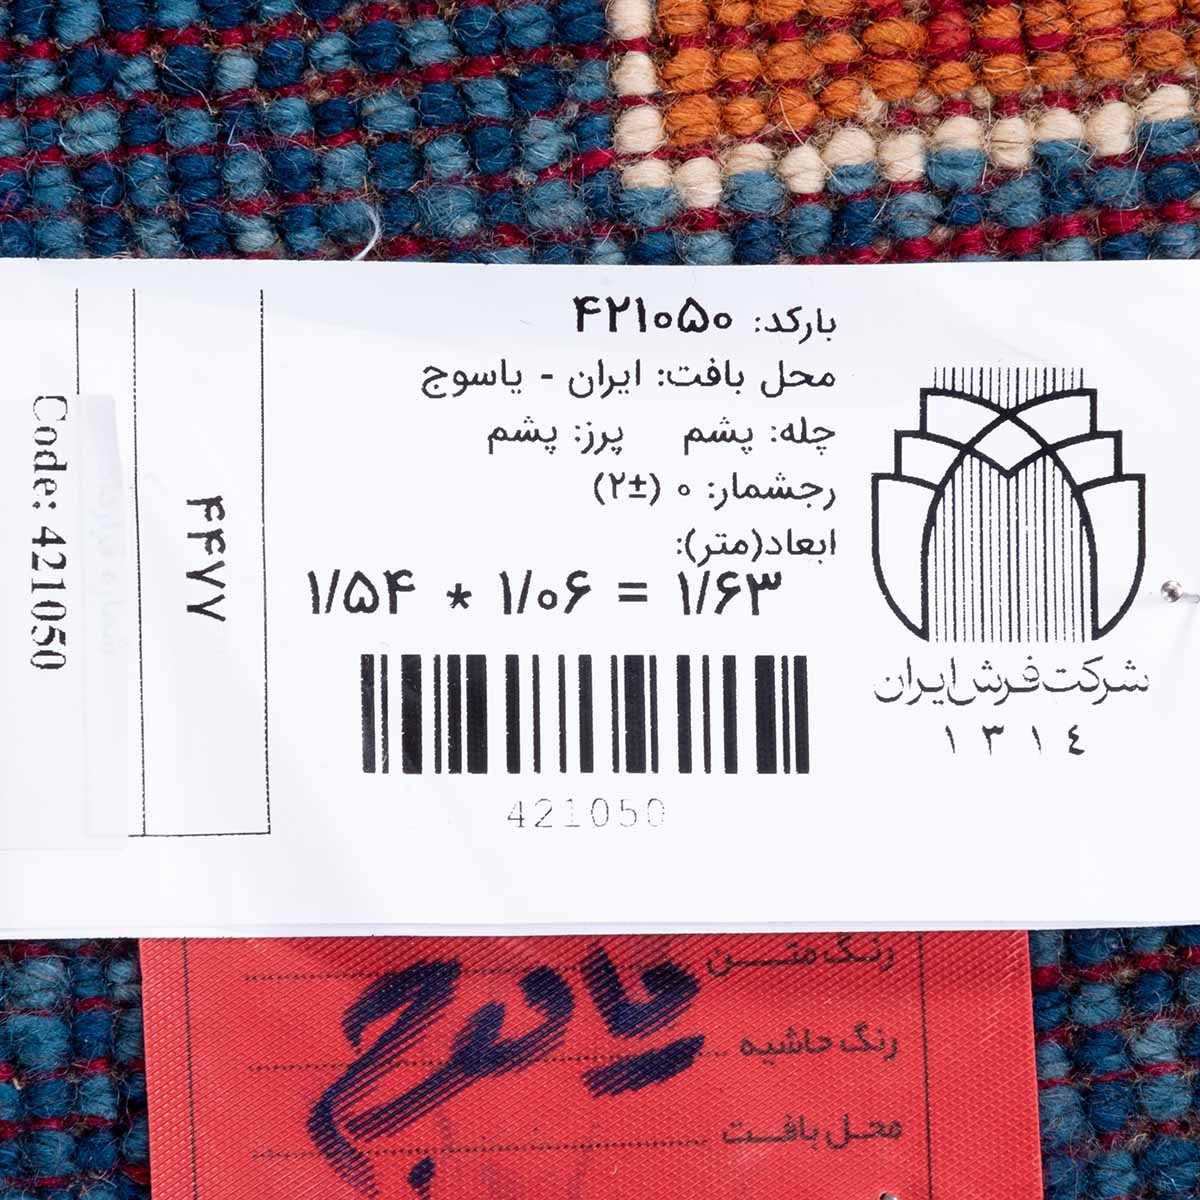 بارکد: ۴۲۱۰۵۰
محل بافت: ایران - یاسوج
چله: پشم پرز: پشم
رجشمار: ۰ (±۲)
ابعاد(متر):
۱/۵۴ * ۱/۰۶ = ۱/۶۳
421050
شرکت فرش ایران
۱۳۱٤
۴۴۷۷
Code: 421050
رنگ متن
رنگ حاشیه
محل بافت
یاسوج